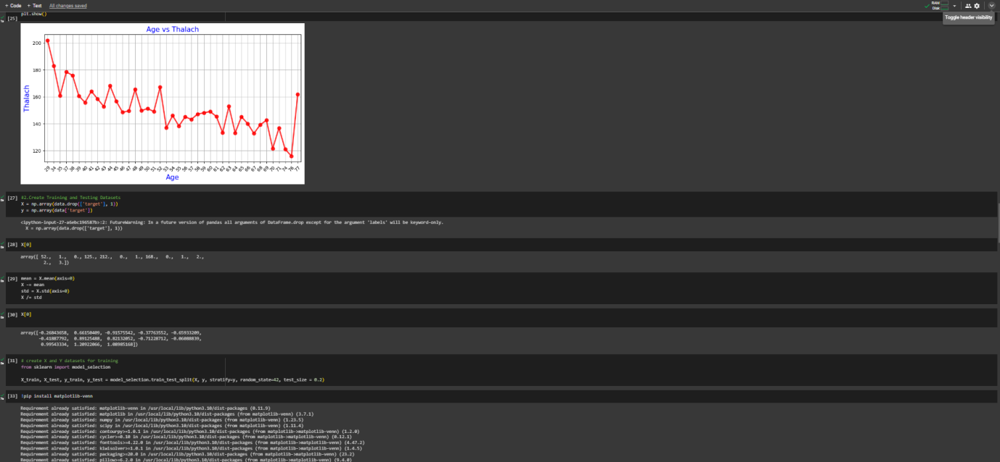 + Code + Text All changes saved
RAM
Disk
Toggle header visibility
plt.show()
[25]
Age vs Thalach
Thalach
200
180
160
140
120
29 34 35 37 38 39 40 41 42 43 44 45 46 47 48 49 50 51 52 53 54 55 56 57 58 59 60 61 62 63 64 65 66 67 68 69 70 71 74 76 77
Age
[27] #2.Create Training and Testing Datasets
X = np.array(data.drop(['target'], 1))
y = np.array(data['target'])
<ipython-input-27-a6ebc196587b>:2: FutureWarning: In a future version of pandas all arguments of DataFrame.drop except for the argument 'labels' will be keyword-only.
X = np.array(data.drop(['target'], 1))
[28] X[0]
array([ 52., 1., 0., 125., 212., 0., 1., 168., 0., 1., 2.,
2., 3.])
[29] mean = X.mean(axis=0)
X -= mean
std = X.std(axis=0)
X /= std
[30] X[0]
array([-0.26843658, 0.66150409, -0.91575542, -0.37763552, -0.65933209,
-0.41887792, 0.89125488, 0.82132052, -0.71228712, -0.06088839,
0.99543334, 1.20922066, 1.08985168])
[31] # create X and Y datasets for training
from sklearn import model_selection
X_train, X_test, y_train, y_test = model_selection.train_test_split(X, y, stratify=y, random_state=42, test_size = 0.2)
[33] !pip install matplotlib-venn
Requirement already satisfied: matplotlib-venn in /usr/local/lib/python3.10/dist-packages (0.11.9)
Requirement already satisfied: matplotlib in /usr/local/lib/python3.10/dist-packages (from matplotlib-venn) (3.7.1)
Requirement already satisfied: numpy in /usr/local/lib/python3.10/dist-packages (from matplotlib-venn) (1.23.5)
Requirement already satisfied: scipy in /usr/local/lib/python3.10/dist-packages (from matplotlib-venn) (1.11.4)
Requirement already satisfied: contourpy>=1.0.1 in /usr/local/lib/python3.10/dist-packages (from matplotlib->matplotlib-venn) (1.2.0)
Requirement already satisfied: cycler>=0.10 in /usr/local/lib/python3.10/dist-packages (from matplotlib->matplotlib-venn) (0.12.1)
Requirement already satisfied: fonttools>=4.22.0 in /usr/local/lib/python3.10/dist-packages (from matplotlib->matplotlib-venn) (4.47.2)
Requirement already satisfied: kiwisolver>=1.0.1 in /usr/local/lib/python3.10/dist-packages (from matplotlib->matplotlib-venn) (1.4.5)
Requirement already satisfied: packaging>=20.0 in /usr/local/lib/python3.10/dist-packages (from matplotlib->matplotlib-venn) (23.2)
Requirement already satisfied: pillow>=6.2.0 in /usr/local/lib/python3.10/dist-packages (from matplotlib->matplotlib-venn) (9.4.0)